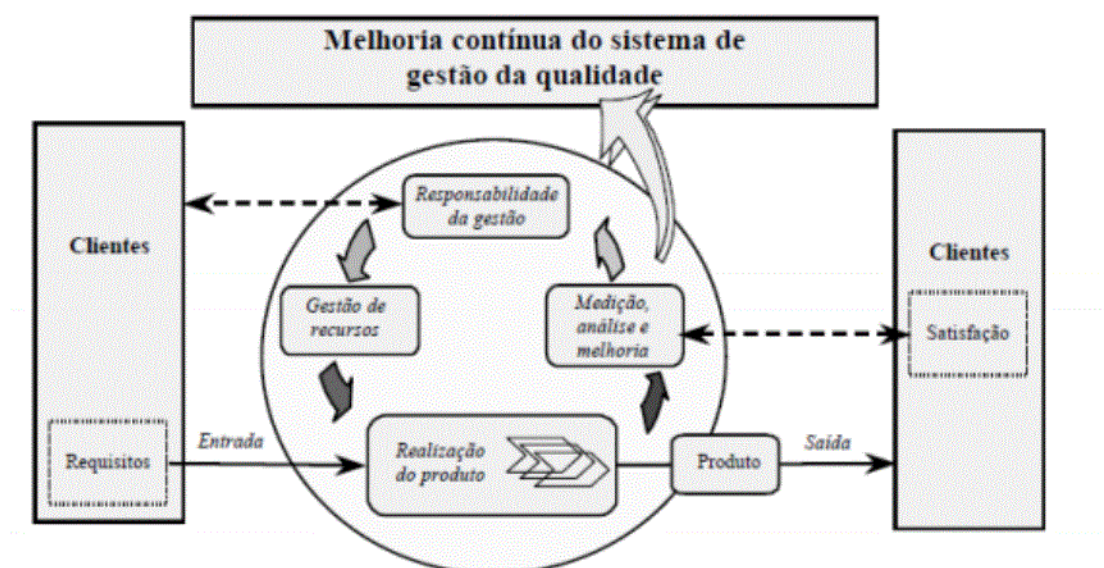 Melhoria contínua do sistema de
gestão da qualidade
Clientes
Requisitos
Entrada
Responsabilidade
da gestão
Gestão de
recursos
Medição,
análise e
melhoria
Realização
do produto
Produto
Saída
Clientes
Satisfação